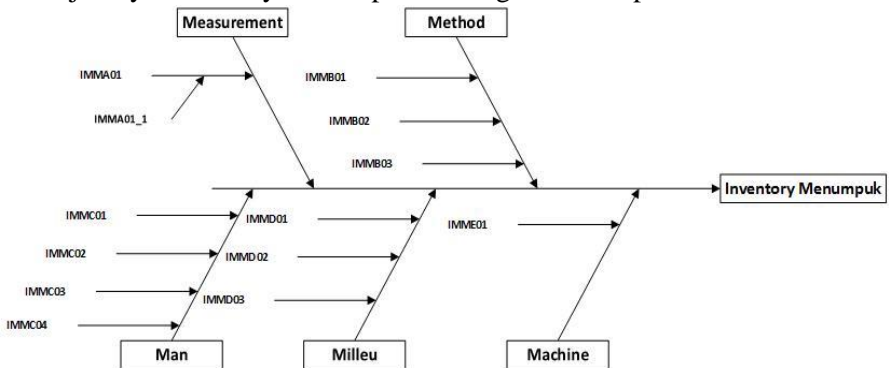 Measurement
Method
IMMA01
IMMA01_1
IMMB01
IMMB02
IMMB03
Inventory Menumpuk
IMMC01
IMMC02
IMMC03
IMMC04
IMMD01
IMMD02
IMMD03
IMME01
Man
Milleu
Machine